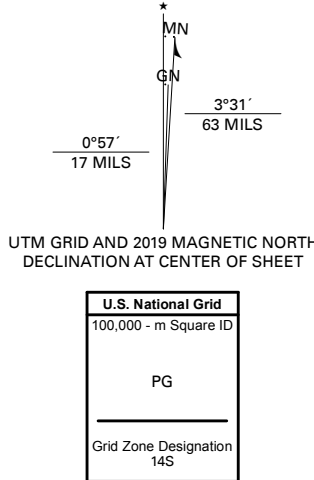 MN
GN
3°31´
63 MILS
0°57´
17 MILS
UTM GRID AND 2019 MAGNETIC NORTH
DECLINATION AT CENTER OF SHEET
U.S. National Grid
100,000 - m Square ID
PG
Grid Zone Designation
14S